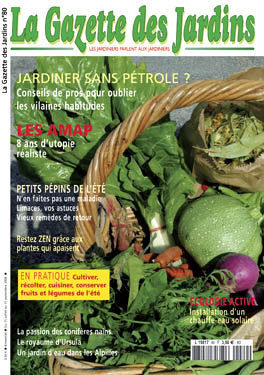 La Gazette des Jardins
LES JARDINIERS PARLENT AUX JARDINIERS
La Gazette des Jardins n°80
JARDINER SANS PÉTROLE ?
Conseils de pros pour oublier
les vilaines habitudes
LES AMAP
8 ans d'utopie
réaliste
PETITS PÉPINS DE L'ÉTÉ
N'en faites pas une maladie
Limaces, vos astuces
Vieux remèdes de retour
Restez ZEN grâce aux
plantes qui apaisent
EN PRATIQUE Cultiver,
récolter, cuisiner, conserver
fruits et légumes de l'été
ÉCOLOGIE ACTIVE
Installation d'un
chauffe-eau solaire
La passion des conifères nains
Le royaume d'Ursula
Un jardin d'eau dans les Alpilles